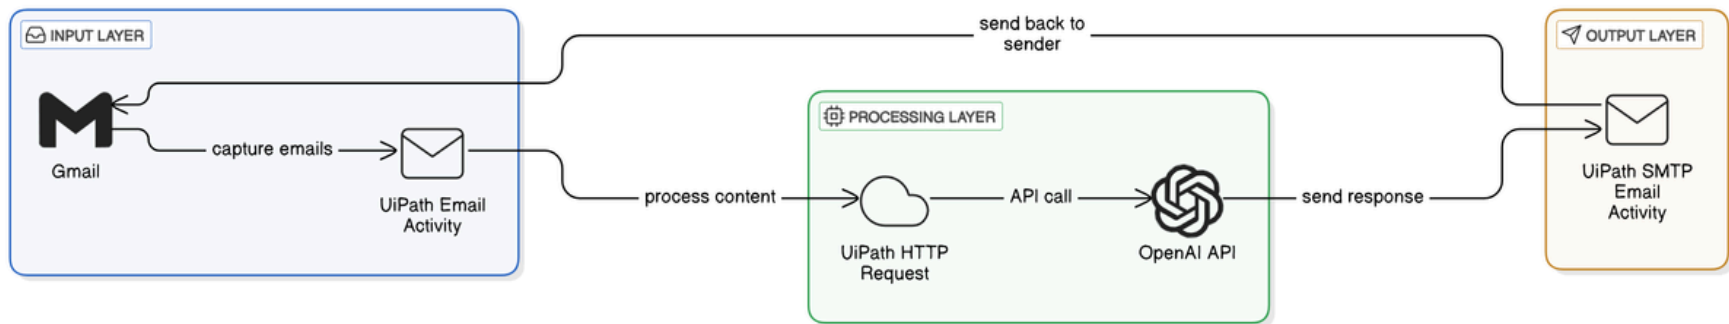 INPUT LAYER
Gmail
capture emails
UiPath Email
Activity
send back to
sender
process content
PROCESSING LAYER
UiPath HTTP
Request
API call
OpenAI API
send response
OUTPUT LAYER
UiPath SMTP
Email
Activity